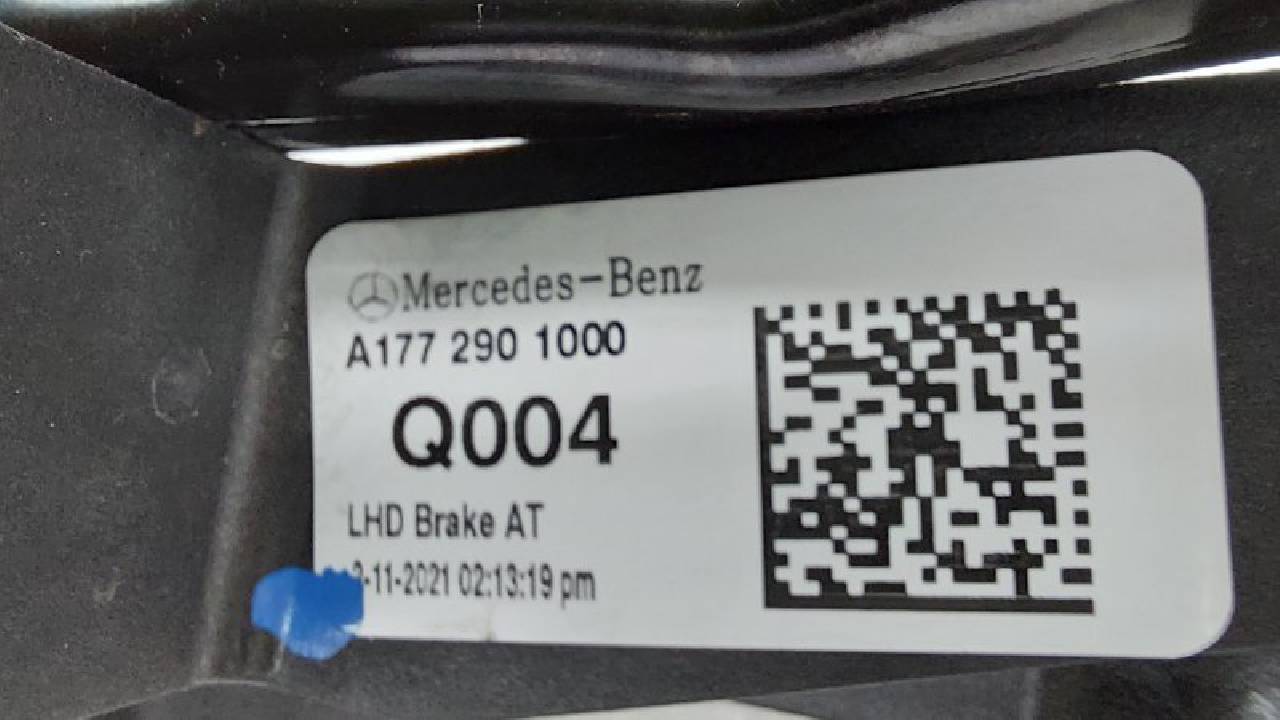 Mercedes-Benz
A177 290 1000
Q004
LHD Brake AT
-11-2021 02:13:19 pm